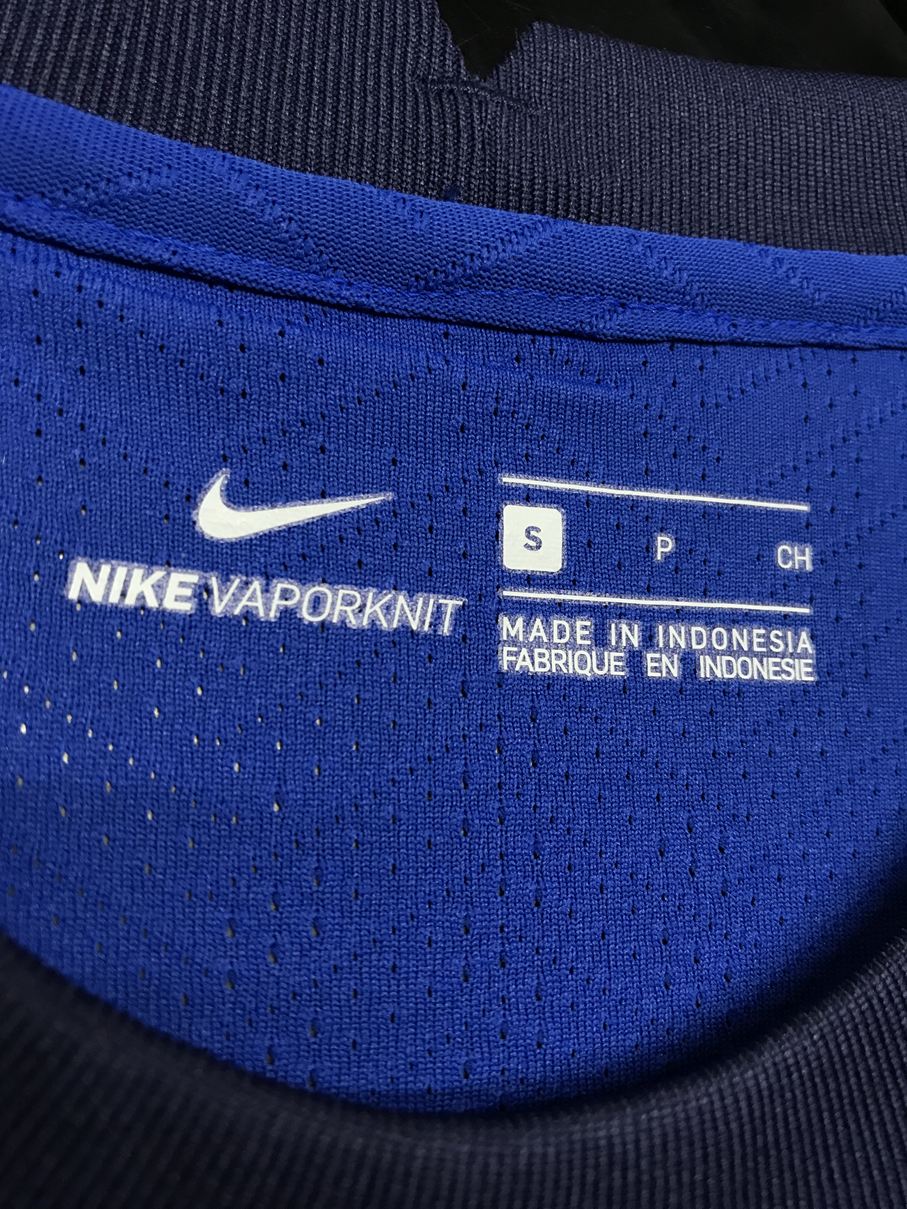 NIKE VAPORKNIT
S P CH
MADE IN INDONESIA
FABRIQUE EN INDONESIE